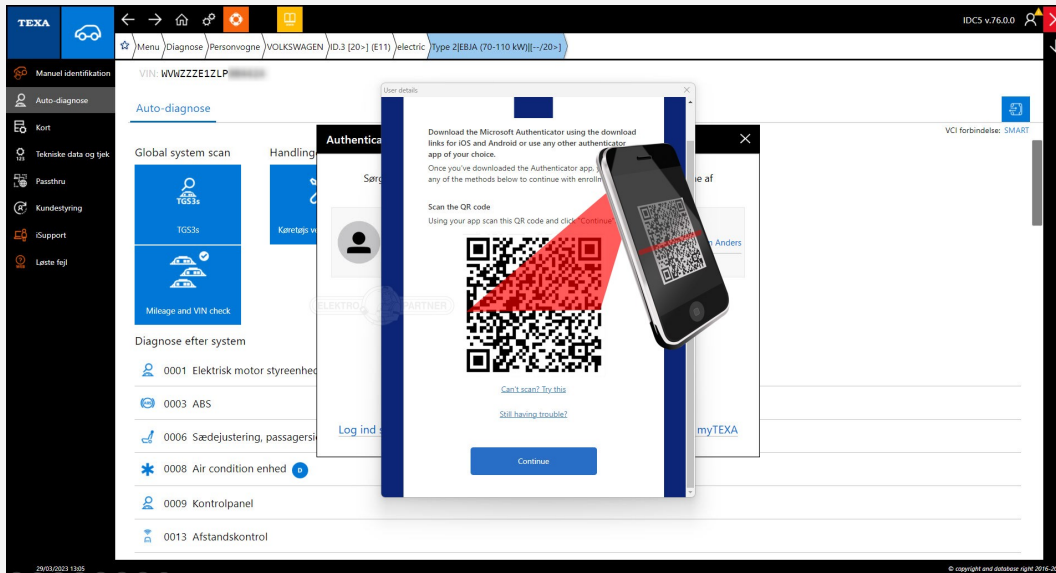 TEXA
IDC5 v.76.0.0
Menu Diagnose Personvogne VOLKSWAGEN ID.3 [20>] (E11) electric Type 2|EBJA (70-110 kW)|[--/20>]
Manuel identifikation
Auto-diagnose
Kort
Tekniske data og tjek
Passthru
Kundestyring
iSupport
Løste fejl
29/03/2023 13:05
VIN: WVWZZZE1ZLP
Auto-diagnose
VCI forbindelse: SMART
Global system scan
Handling
TGS3s
TGS3s
Køretøjs v
Mileage and VIN check
Diagnose efter system
0001 Elektrisk motor styreenhed
0003 ABS
0006 Sædejustering, passagersi
0008 Air condition enhed D
0009 Kontrolpanel
0013 Afstandskontrol
Authentica
Sørg
ne af
Anders
Log ind s
myTEXA
User details
Download the Microsoft Authenticator using the download
links for iOS and Android or use any other authenticator
app of your choice.
Once you've downloaded the Authenticator app,
any of the methods below to continue with enrollm
Scan the QR code
Using your app scan this QR code and click "Continue"
Can't scan? Try this
Still having trouble?
Continue
ELEKTRO PARTNER
© copyright and database right 2016-20